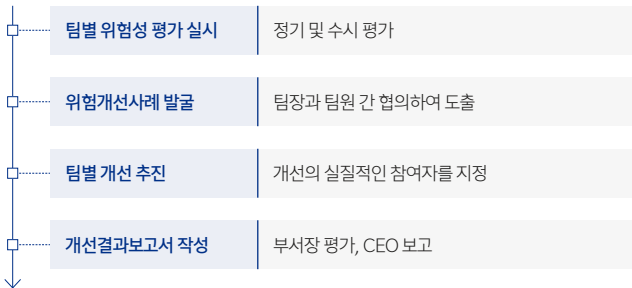 팀별 위험성 평가 실시 정기 및 수시 평가
위험개선사례 발굴 팀장과 팀원 간 협의하여 도출
팀별 개선 추진 개선의 실질적인 참여자를 지정
개선결과보고서 작성 부서장 평가, CEO 보고